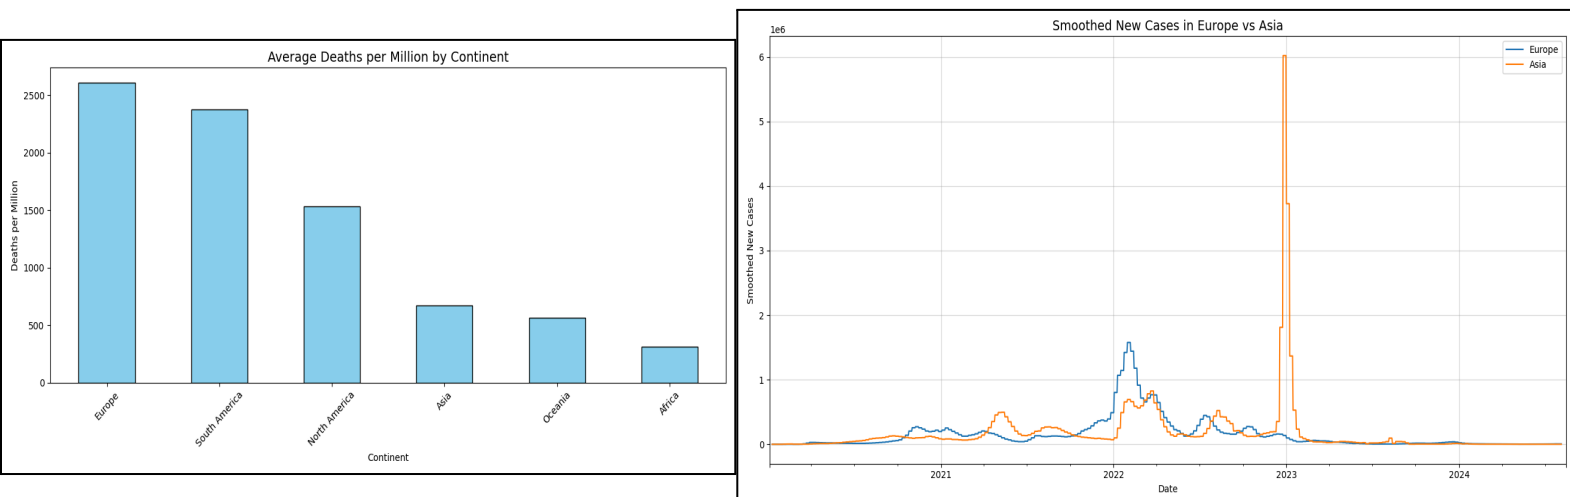 Average Deaths per Million by Continent
Deaths per Million
2500
2000
1500
1000
500
0
Europe
South America
North America
Asia
Oceania
Africa
Continent
Smoothed New Cases in Europe vs Asia
1e6
Smoothed New Cases
6
5
4
3
2
1
0
Europe
Asia
2021
2022
2023
2024
Date